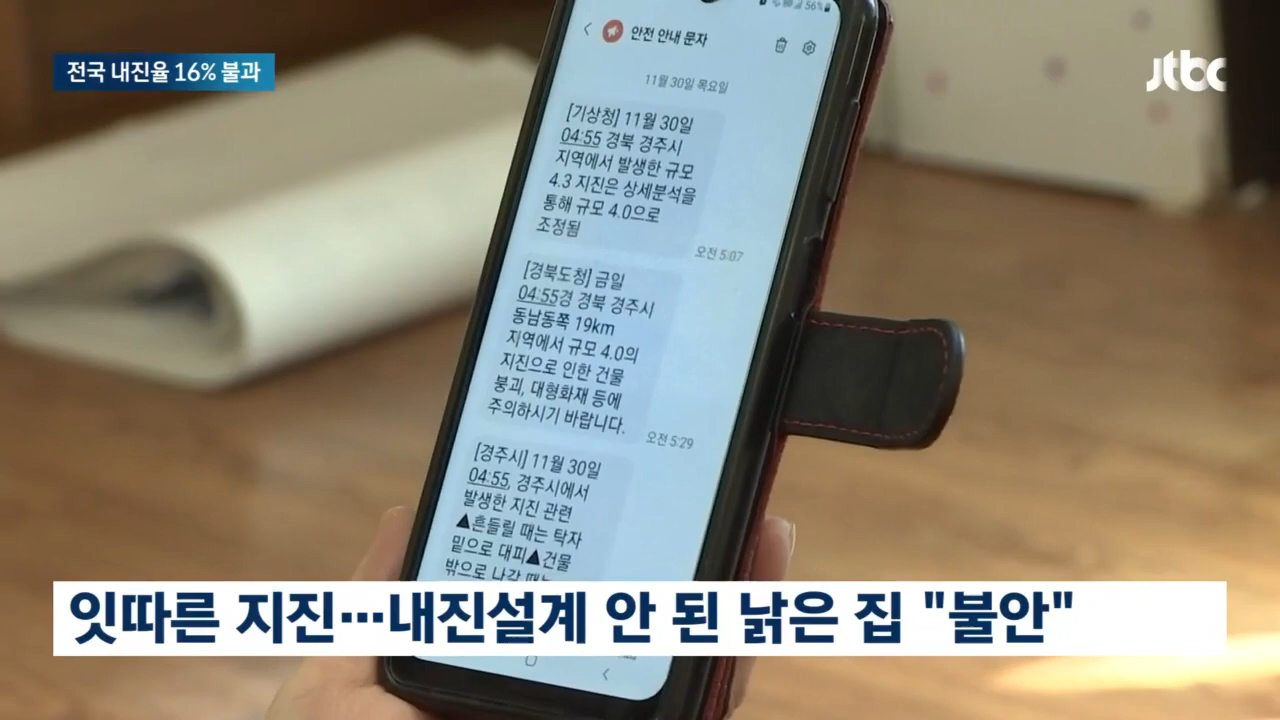 전국 내진율 16% 불과
jtbc
56%
안전 안내 문자
11월 30일 목요일
[기상청] 11월 30일
04:55 경북 경주시
지역에서 발생한 규모
4.3 지진은 상세분석을
통해 규모 4.0으로
조정됨
오전 5:07
[경북도청] 금일
04:55경 경북 경주시
동남동쪽 19km
지역에서 규모 4.0의
지진으로 인한 건물
붕괴, 대형화재 등에
주의하시기 바랍니다.
오전 5:29
[경주시] 11월 30일
04:55, 경주시에서
발생한 지진 관련
▲흔들릴 때는 탁자
밑으로 대피▲건물
밖으로 나갈 때는
잇따른 지진…내진설계 안 된 낡은 집 "불안"